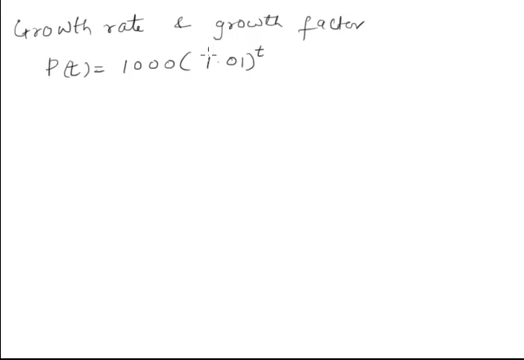 Growth rate & growth factor
P(t) = 1000(1.01)^t